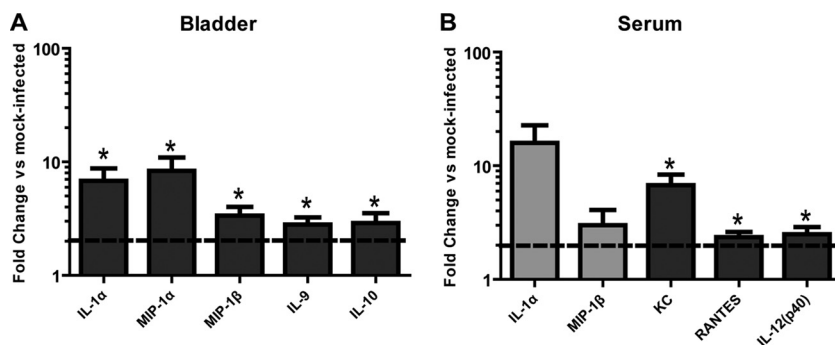 A
Bladder
Fold Change vs mock-infected
100
10
1
*
*
*
*
*
IL-1α
MIP-1α
MIP-1β
IL-9
IL-10
B
Serum
Fold Change vs mock-infected
100
10
1
*
*
*
IL-1α
MIP-1β
KC
RANTES
IL-12(p40)